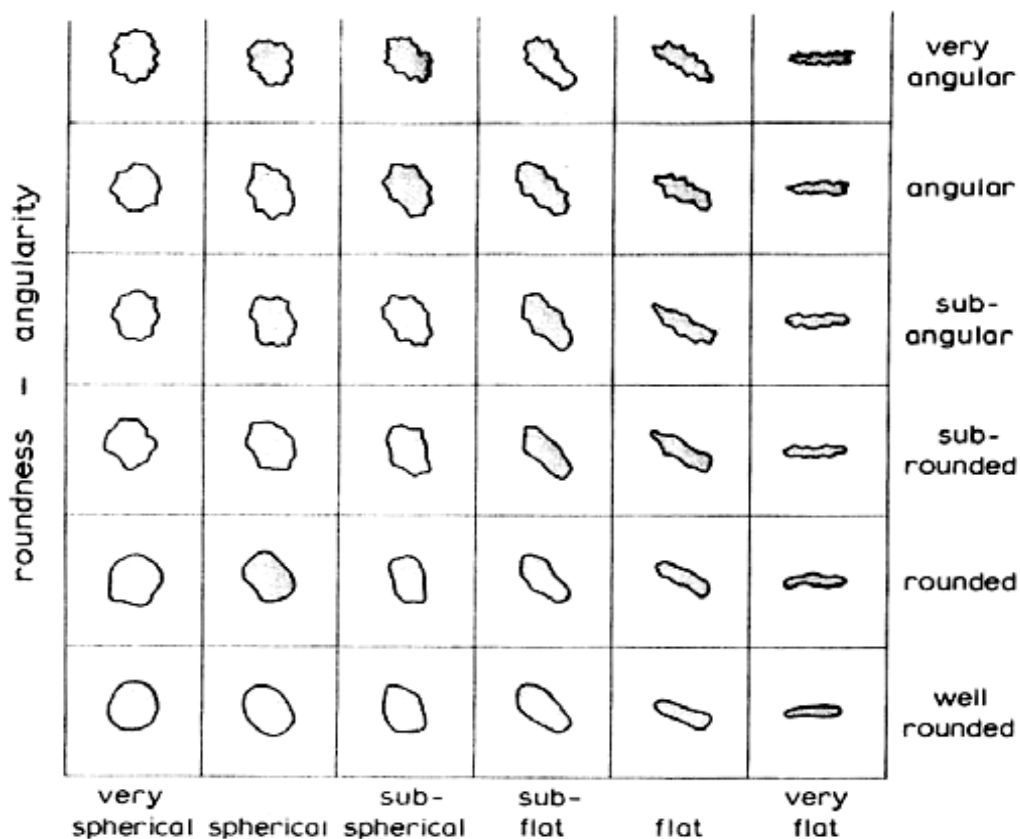 very
angular
angular
sub-
angular
sub-
rounded
rounded
well
rounded
roundness – angularity
very
spherical
spherical
sub-
spherical
sub-
flat
flat
very
flat